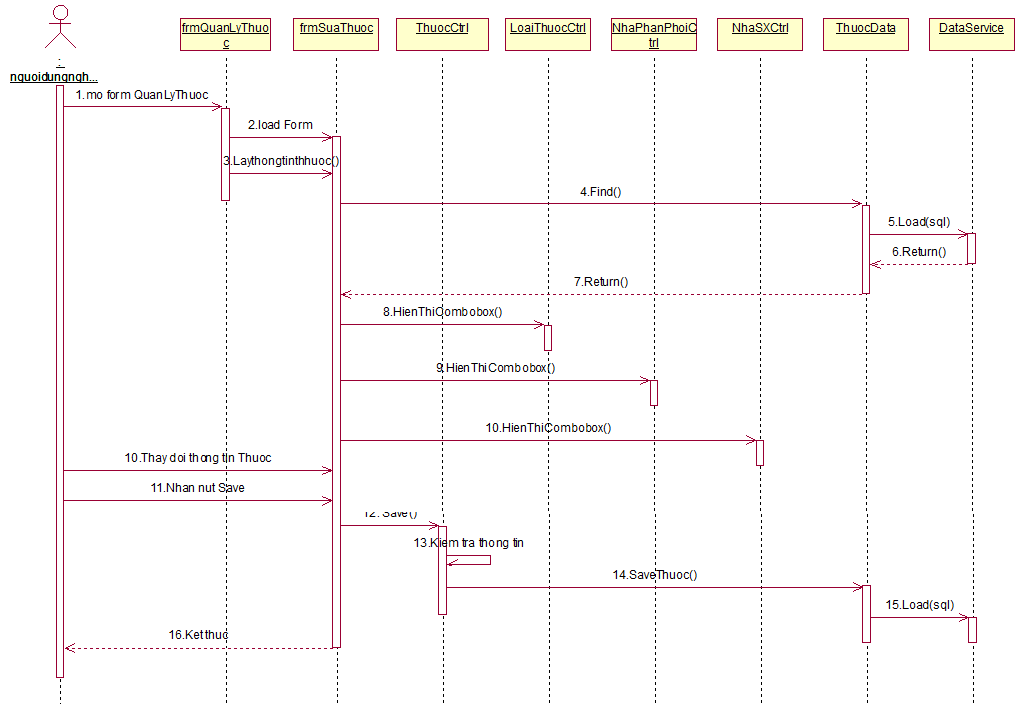 frmQuanLyThuo
c
frmSuaThuoc
ThuocCtrl
LoaiThuocCtrl
NhaPhanPhoiC
trl
NhaSXCtrl
ThuocData
DataService
:
nguoidungngh...
1.mo form QuanLyThuoc
2.load Form
3.Laythongtinthhuoc()
4.Find()
5.Load(sql)
6.Return()
7.Return()
8.HienThiCombobox()
9.HienThiCombobox()
10.HienThiCombobox()
10.Thay doi thong tin Thuoc
11.Nhan nut Save
12. Save()
13.Kiem tra thong tin
14.SaveThuoc()
15.Load(sql)
16.Ket thuc